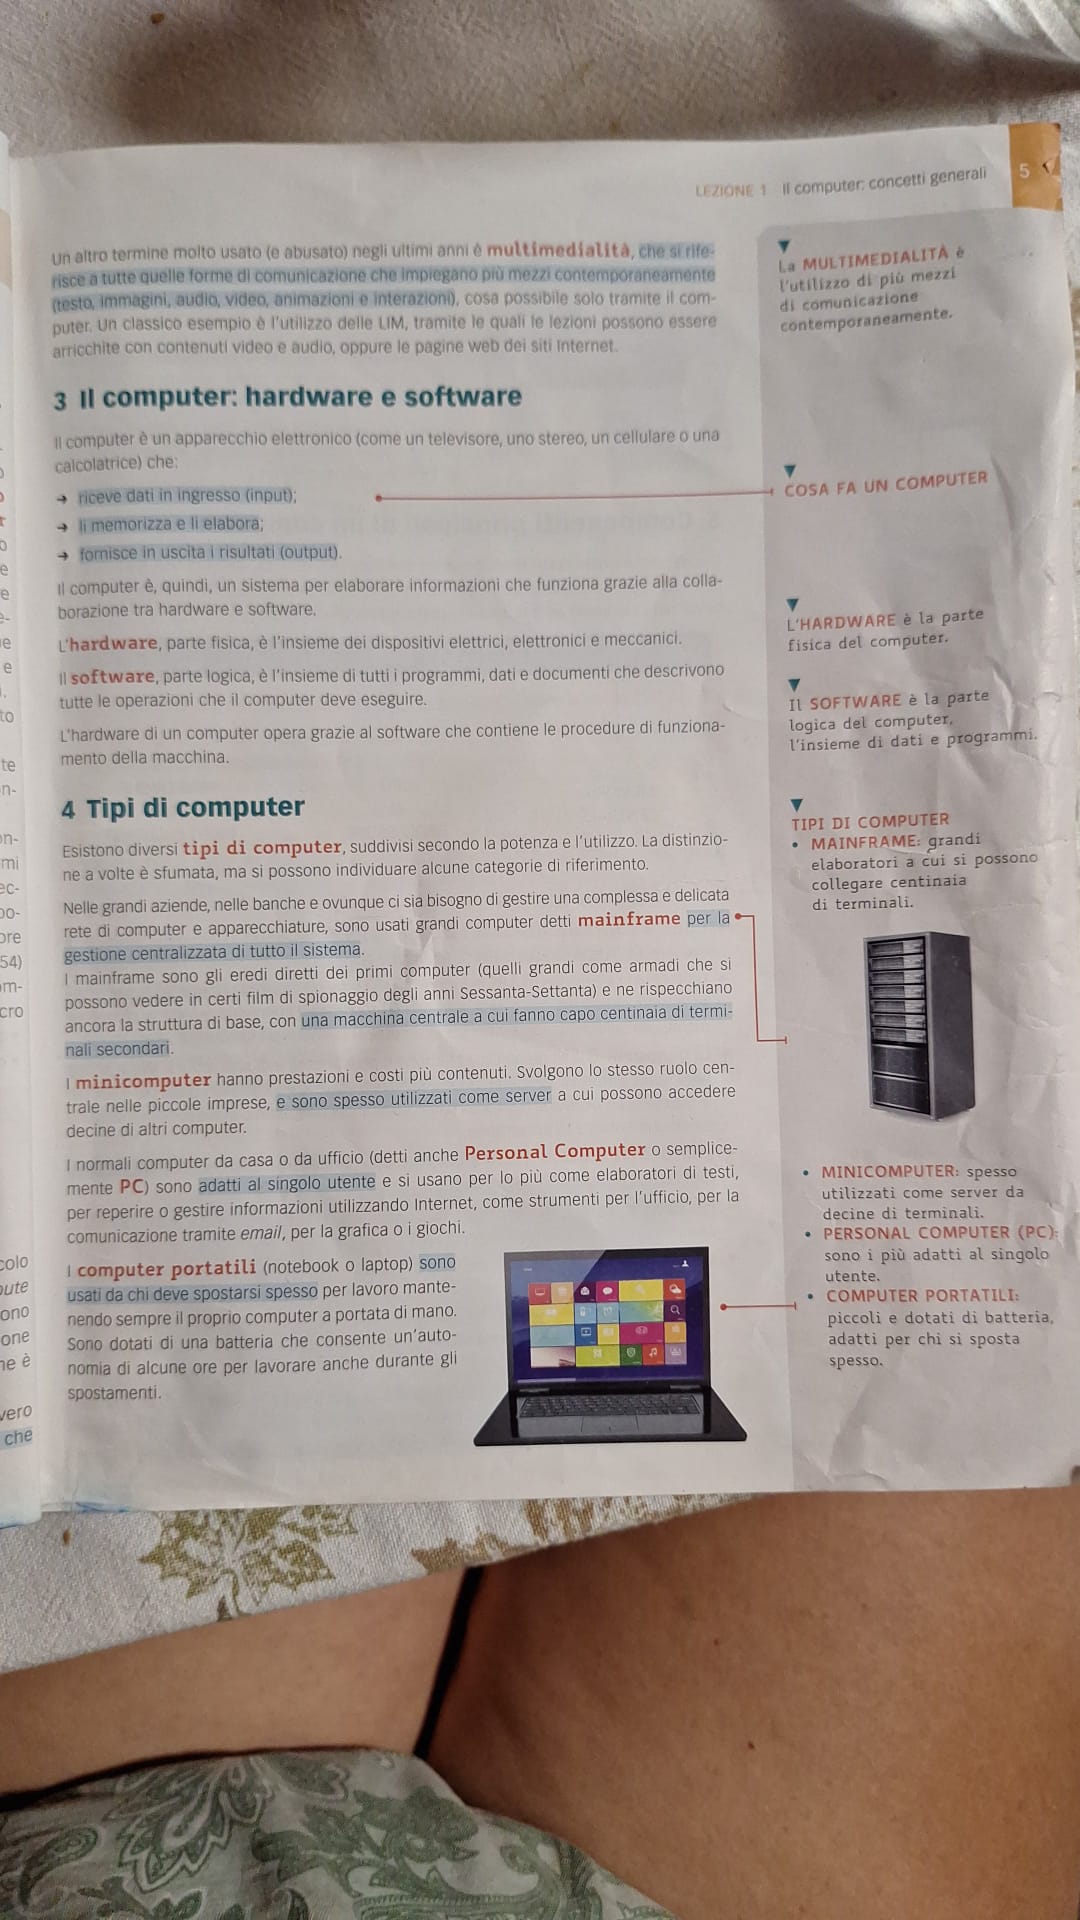 LEZIONE 1 Il computer: concetti generali 5
Un altro termine molto usato (e abusato) negli ultimi anni è multimedialità, che si rife-
risce a tutte quelle forme di comunicazione che impiegano più mezzi contemporaneamente
(testo, immagini, audio, video, animazioni e interazioni), cosa possibile solo tramite il com-
puter. Un classico esempio è l'utilizzo delle LIM, tramite le quali le lezioni possono essere
arricchite con contenuti video e audio, oppure le pagine web dei siti Internet.
La MULTIMEDIALITÀ è
l'utilizzo di più mezzi
di comunicazione
contemporaneamente.
3 Il computer: hardware e software
Il computer è un apparecchio elettronico (come un televisore, uno stereo, un cellulare o una
calcolatrice) che:
→ riceve dati in ingresso (input);
→ li memorizza e li elabora;
→ fornisce in uscita i risultati (output).
COSA FA UN COMPUTER
Il computer è, quindi, un sistema per elaborare informazioni che funziona grazie alla colla-
borazione tra hardware e software.
L'hardware, parte fisica, è l'insieme dei dispositivi elettrici, elettronici e meccanici.
Il software, parte logica, è l'insieme di tutti i programmi, dati e documenti che descrivono
tutte le operazioni che il computer deve eseguire.
L'hardware di un computer opera grazie al software che contiene le procedure di funziona-
mento della macchina.
L'HARDWARE è la parte
fisica del computer.
Il SOFTWARE è la parte
logica del computer,
l'insieme di dati e programmi.
4 Tipi di computer
Esistono diversi tipi di computer, suddivisi secondo la potenza e l'utilizzo. La distinzio-
ne a volte è sfumata, ma si possono individuare alcune categorie di riferimento.
Nelle grandi aziende, nelle banche e ovunque ci sia bisogno di gestire una complessa e delicata
rete di computer e apparecchiature, sono usati grandi computer detti mainframe per la
gestione centralizzata di tutto il sistema.
I mainframe sono gli eredi diretti dei primi computer (quelli grandi come armadi che si
possono vedere in certi film di spionaggio degli anni Sessanta-Settanta) e ne rispecchiano
ancora la struttura di base, con una macchina centrale a cui fanno capo centinaia di termi-
nali secondari.
I minicomputer hanno prestazioni e costi più contenuti. Svolgono lo stesso ruolo cen-
trale nelle piccole imprese, e sono spesso utilizzati come server a cui possono accedere
decine di altri computer.
I normali computer da casa o da ufficio (detti anche Personal Computer o semplice-
mente PC) sono adatti al singolo utente e si usano per lo più come elaboratori di testi,
per reperire o gestire informazioni utilizzando Internet, come strumenti per l'ufficio, per la
comunicazione tramite email, per la grafica o i giochi.
I computer portatili (notebook o laptop) sono
usati da chi deve spostarsi spesso per lavoro mante-
nendo sempre il proprio computer a portata di mano.
Sono dotati di una batteria che consente un'auto-
nomia di alcune ore per lavorare anche durante gli
spostamenti.
TIPI DI COMPUTER
• MAINFRAME: grandi
elaboratori a cui si possono
collegare centinaia
di terminali.
• MINICOMPUTER: spesso
utilizzati come server da
decine di terminali.
• PERSONAL COMPUTER (PC):
sono i più adatti al singolo
utente.
• COMPUTER PORTATILI:
piccoli e dotati di batteria,
adatti per chi si sposta
spesso.